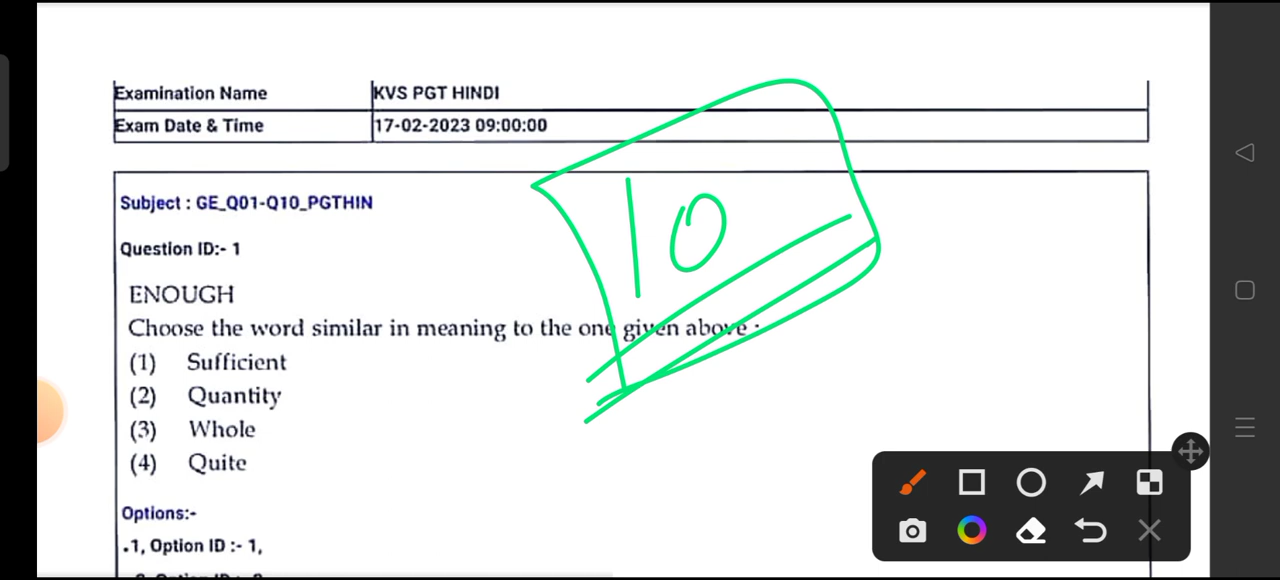 Examination Name KVS PGT HINDI
Exam Date & Time 17-02-2023 09:00:00
Subject : GE_Q01-Q10_PGTHIN
10
Question ID:- 1
ENOUGH
Choose the word similar in meaning to the one given above :
(1) Sufficient
(2) Quantity
(3) Whole
(4) Quite
Options:-
.1, Option ID :- 1,